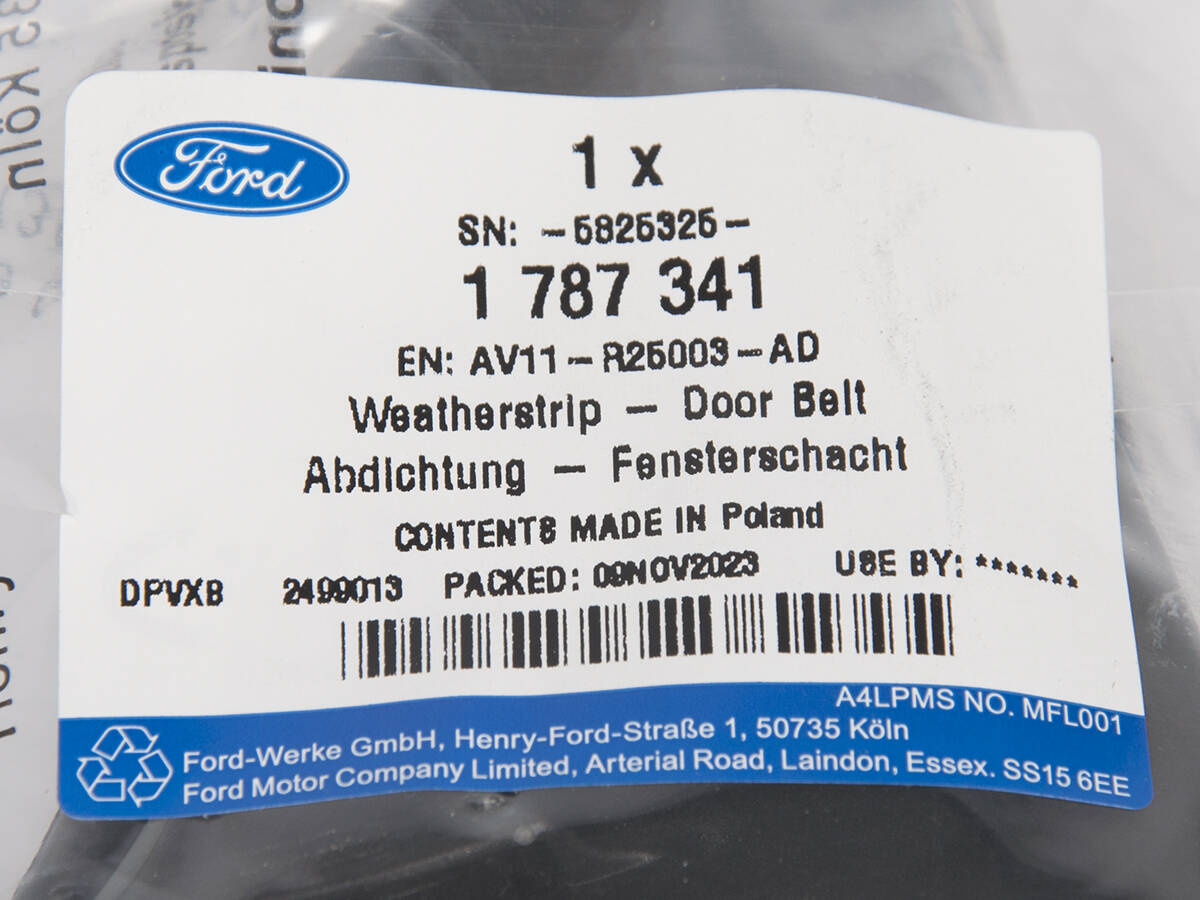 35 Köln
Ford
1 x
SN: -5825325-
1 787 341
EN: AV11-R25003-AD
Weatherstrip - Door Belt
Abdichtung - Fensterschacht
CONTENTS MADE IN Poland
DPVXB 2499013 PACKED: 09NOV2023 USE BY: *******
A4LPMS NO. MFL001
Ford-Werke GmbH, Henry-Ford-Straße 1, 50735 Köln
Ford Motor Company Limited, Arterial Road, Laindon, Essex. SS15 6EE